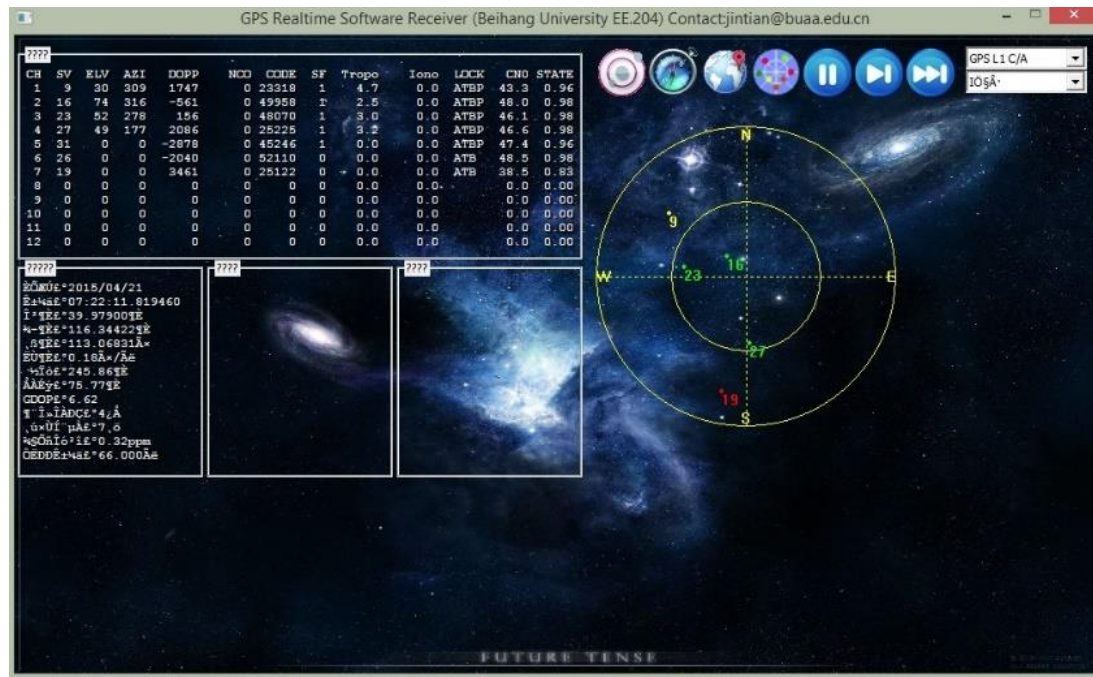 GPS Realtime Software Receiver (Beihang University EE.204) Contact:jintian@buaa.edu.cn
????
CH SV ELV AZI DOPP NCO CODE SF Tropo Iono LOCK CN0 STATE
1 9 30 309 1747 0 23318 1 4.7 0.0 ATBP 43.3 0.96
2 16 74 316 -561 0 49958 1 2.5 0.0 ATBP 48.0 0.98
3 23 52 278 156 0 48070 1 3.0 0.0 ATBP 46.1 0.98
4 27 49 177 -2086 0 25225 1 3.2 0.0 ATBP 46.6 0.98
5 31 0 0 -2878 0 45246 1 0.0 0.0 ATBP 47.4 0.96
6 26 0 0 -2040 0 52110 0 0.0 0.0 ATB 48.5 0.98
7 19 0 0 3461 0 25122 0 0.0 0.0 ATB 38.5 0.83
8 0 0 0 0 0 0 0 0.0 0.0 0.0 0.00
9 0 0 0 0 0 0 0 0.0 0.0 0.0 0.00
10 0 0 0 0 0 0 0 0.0 0.0 0.0 0.00
11 0 0 0 0 0 0 0 0.0 0.0 0.0 0.00
12 0 0 0 0 0 0 0 0.0 0.0 0.0 0.00
GPS L1 C/A
IÖ§Â·
N
9
16
23
W
E
27
19
S
?????
????
????
2015/04/21
07:22:11.819460
39.97900¶È
116.34422¶È
113.06831Ã×
0.18Ã×/Ãë
245.86¶È
75.77¶È
GDOP£º6.62
4¿Å
7¸ö
0.32ppm
66.000Ãë
FUTURE TENSE